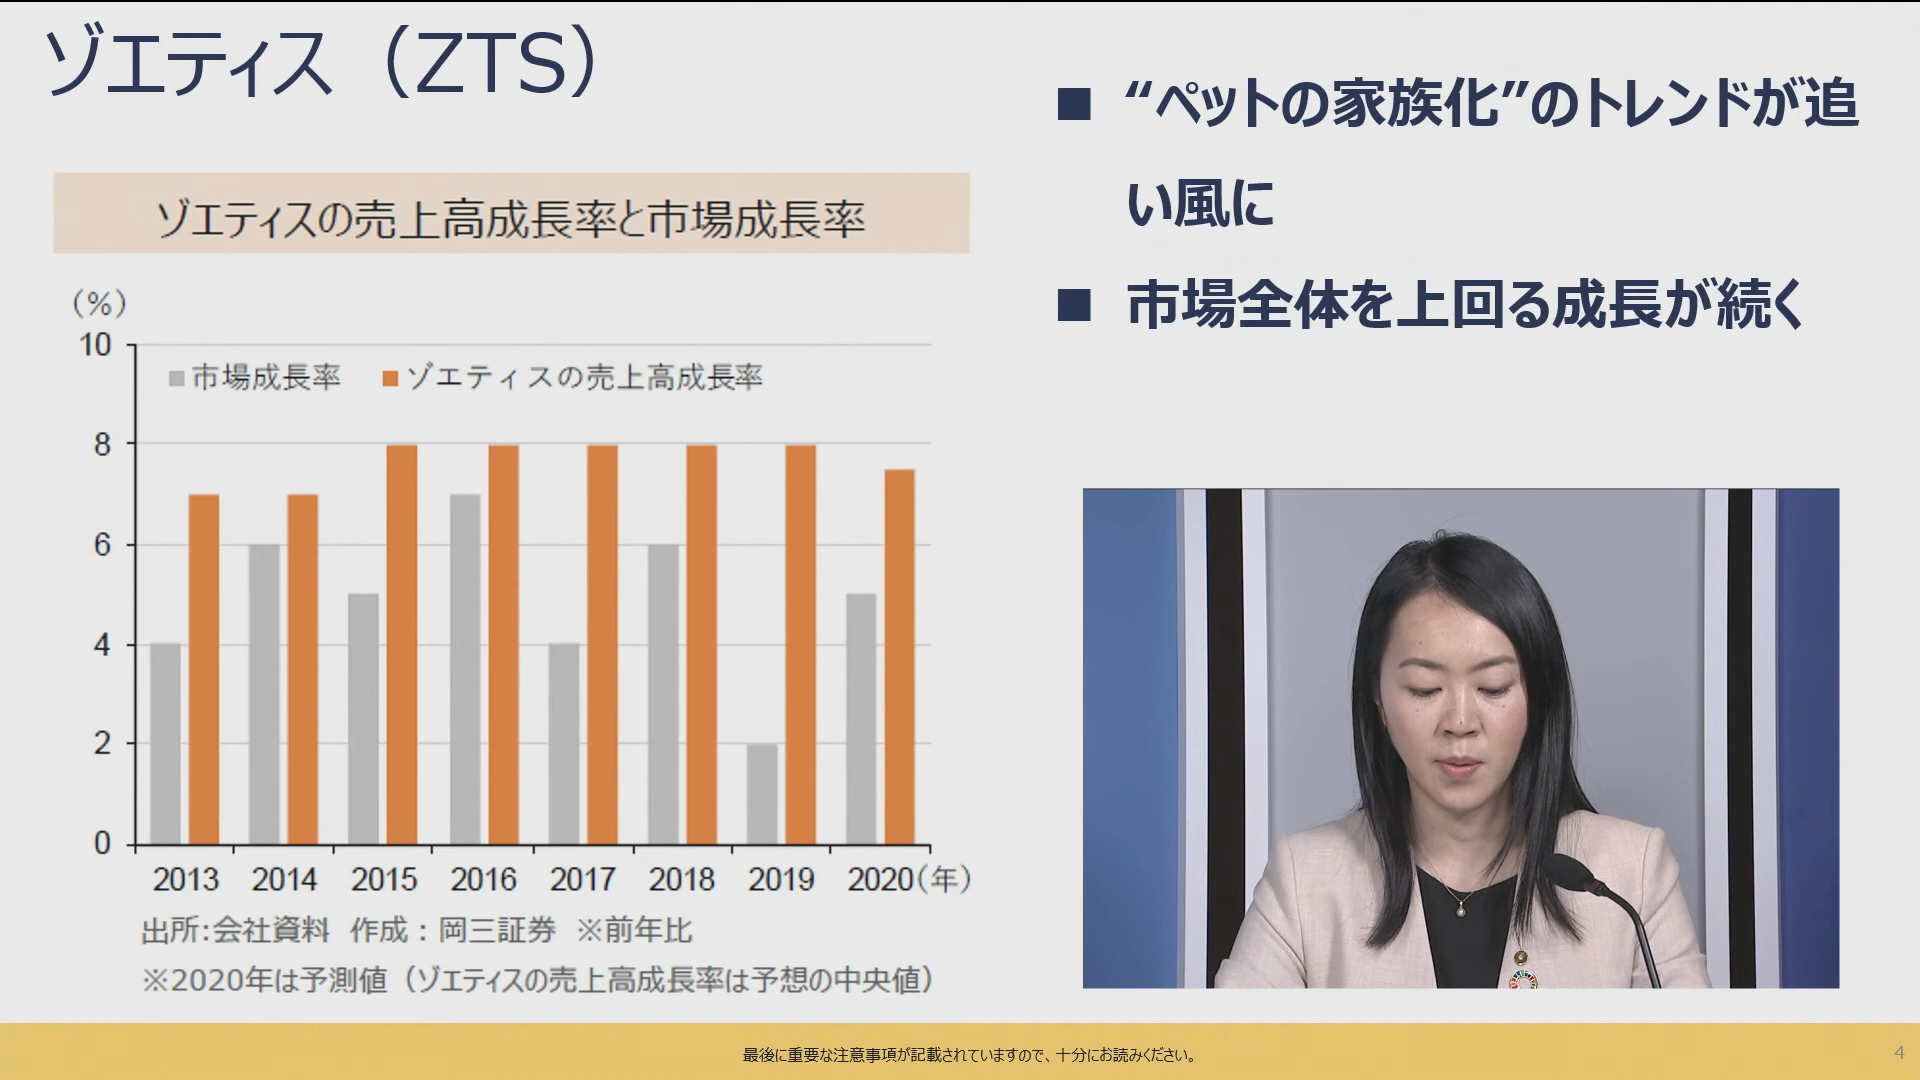 ゾエティス（ZTS）
ゾエティスの売上高成長率と市場成長率
（％）
10
8
6
4
2
0
市場成長率 ゾエティスの売上高成長率
2013 2014 2015 2016 2017 2018 2019 2020（年）
出所:会社資料 作成：岡三証券 ※前年比
※2020年は予測値（ゾエティスの売上高成長率は予想の中央値）
■ “ペットの家族化”のトレンドが追
い風に
■ 市場全体を上回る成長が続く
最後に重要な注意事項が記載されていますので、十分にお読みください。
4